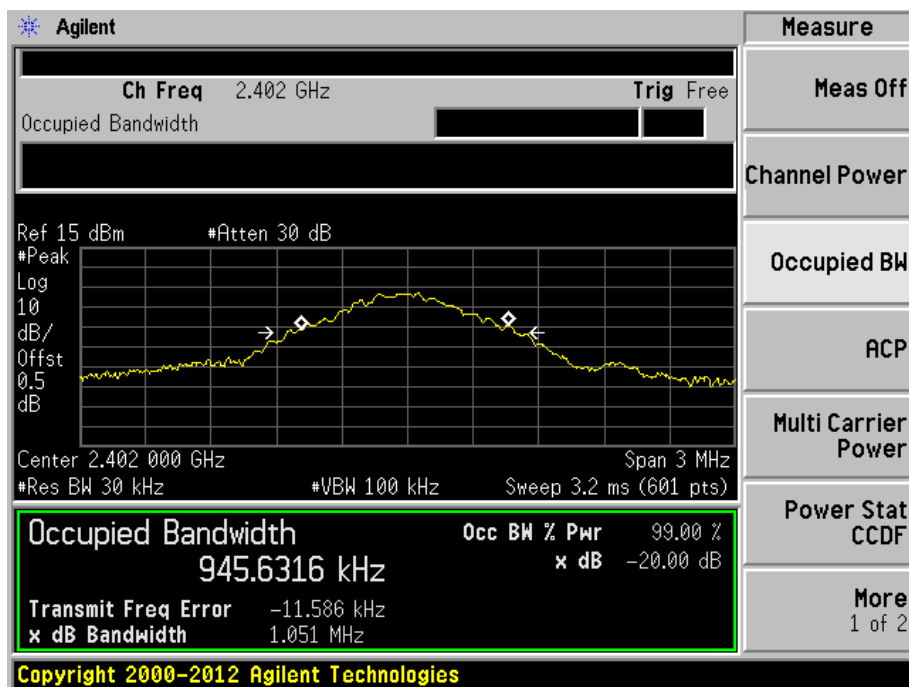 Agilent
Measure
Ch Freq 2.402 GHz Trig Free
Occupied Bandwidth
Meas Off
Channel Power
Occupied BW
ACP
Multi Carrier
Power
Power Stat
CCDF
More
1 of 2
Ref 15 dBm #Atten 30 dB
#Peak
Log
10
dB/
Offst
0.5
dB
Center 2.402 000 GHz Span 3 MHz
#Res BW 30 kHz #VBW 100 kHz Sweep 3.2 ms (601 pts)
Occupied Bandwidth
945.6316 kHz
Occ BW % Pwr 99.00 %
x dB -20.00 dB
Transmit Freq Error -11.586 kHz
x dB Bandwidth 1.051 MHz
Copyright 2000-2012 Agilent Technologies